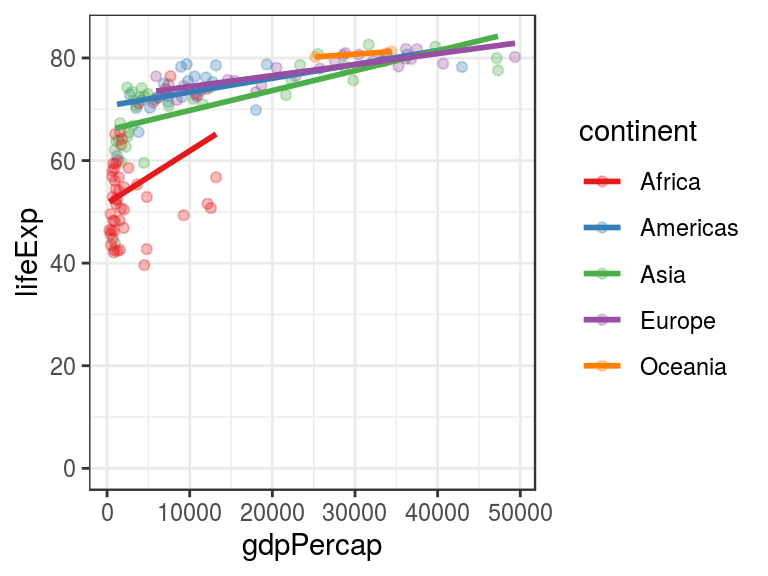 80
60
40
20
0
0 10000 20000 30000 40000 50000
gdpPercap
lifeExp
continent
Africa
Americas
Asia
Europe
Oceania